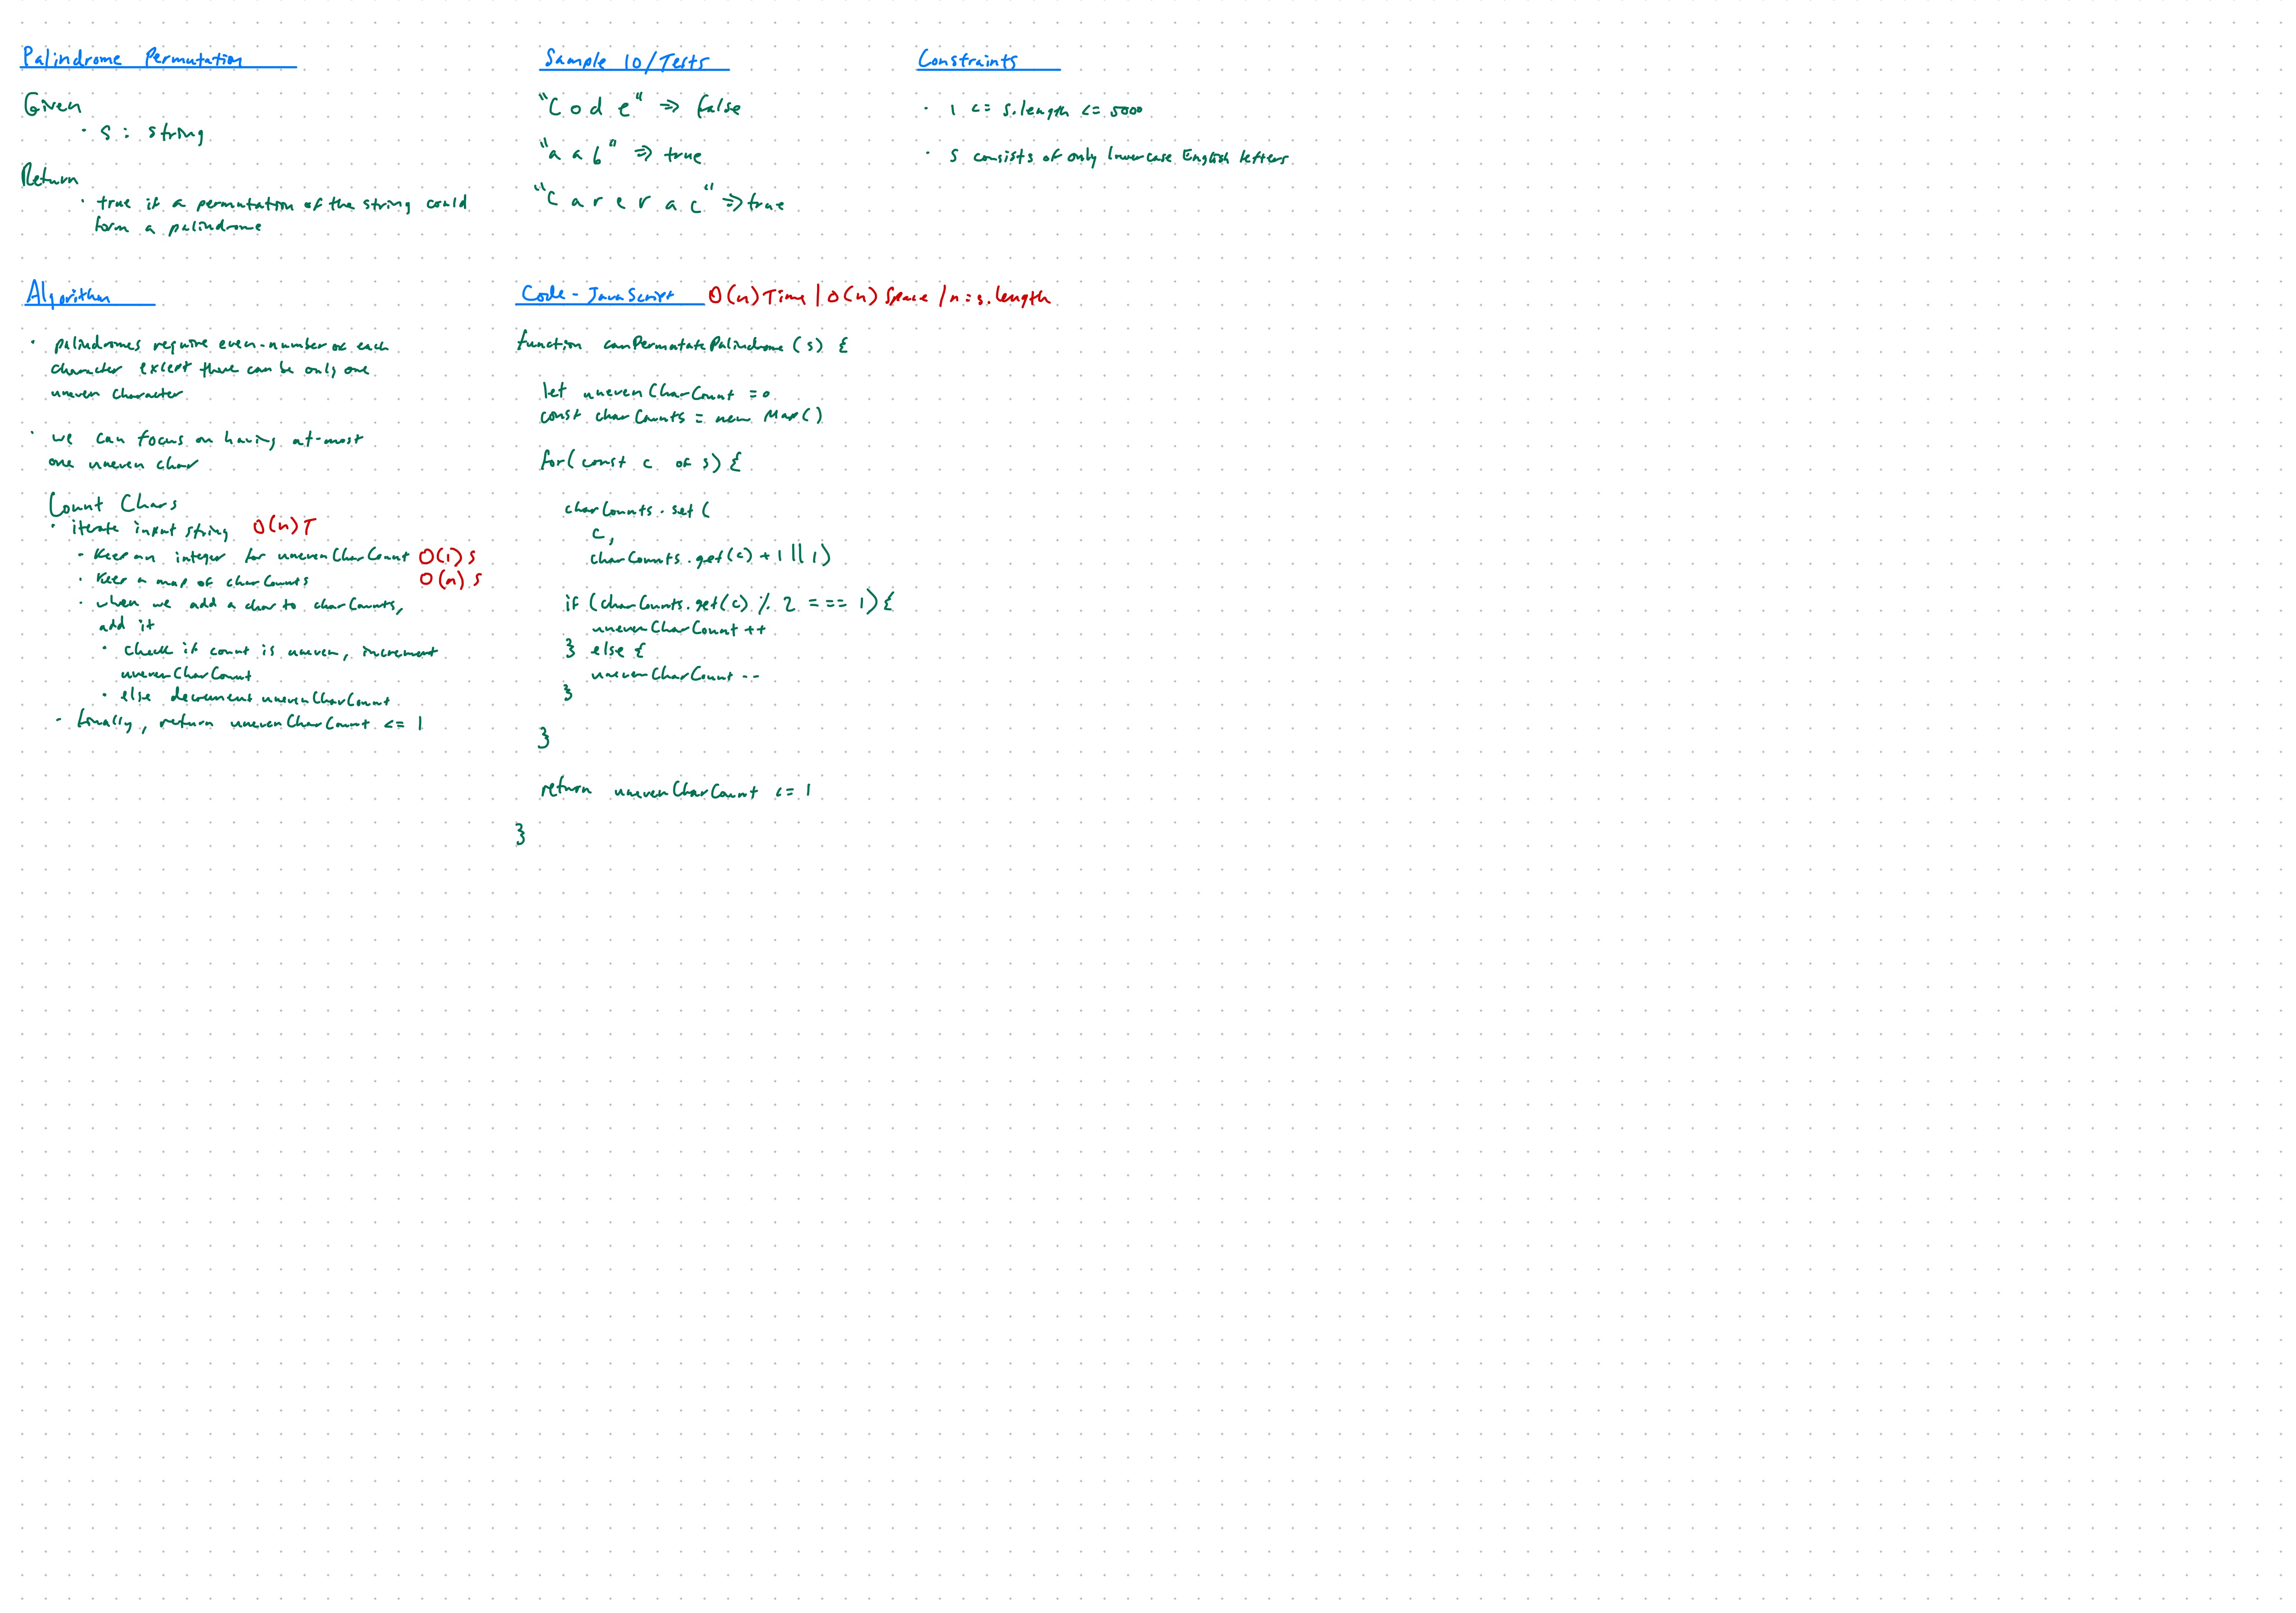 Palindrome Permutation
Given
· s : string
Return
· true if a permutation of the string could
form a palindrome
Sample IO/Tests
"code" => false
"aab" => true
"carerac" => true
Constraints
· 1 <= s.length <= 5000
· s consists of only lowercase English letters
Algorithm
· palindromes require even-number of each
character except there can be only one
uneven character
· we can focus on having at-most
one uneven char
Count Chars
· iterate input string O(n) T
- Keep an integer for unevenCharCount O(1) S
· Keep a map of charCounts O(n) S
· when we add a char to charCounts,
add it
· check if count is uneven, increment
unevenCharCount
· else decrement unevenCharCount
- finally, return unevenCharCount <= 1
Code - JavaScript O(n) Time | O(n) Space / n = s.length
function canPermutatePalindrome (s) {
let unevenCharCount = 0
const charCounts = new Map()
for (const c of s) {
charCounts.set (
c,
charCounts.get(c) + 1 || 1)
if (charCounts.get(c) % 2 === 1) {
unevenCharCount ++
} else {
unevenCharCount --
}
}
return unevenCharCount <= 1
}